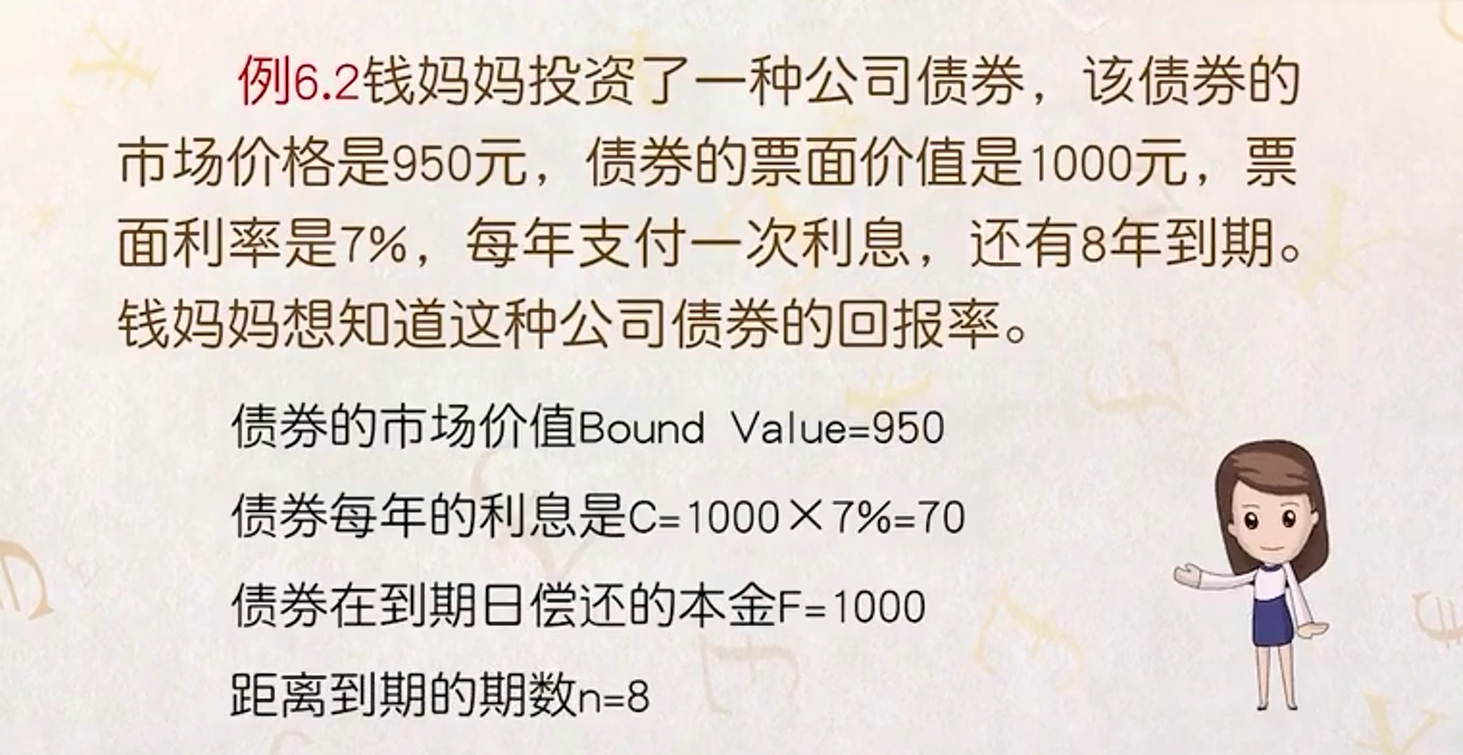 例6.2钱妈妈投资了一种公司债券，该债券的
市场价格是950元，债券的票面价值是1000元，票
面利率是7%，每年支付一次利息，还有8年到期。
钱妈妈想知道这种公司债券的回报率。
债券的市场价值Bound Value=950
债券每年的利息是C=1000×7%=70
债券在到期日偿还的本金F=1000
距离到期的期数n=8